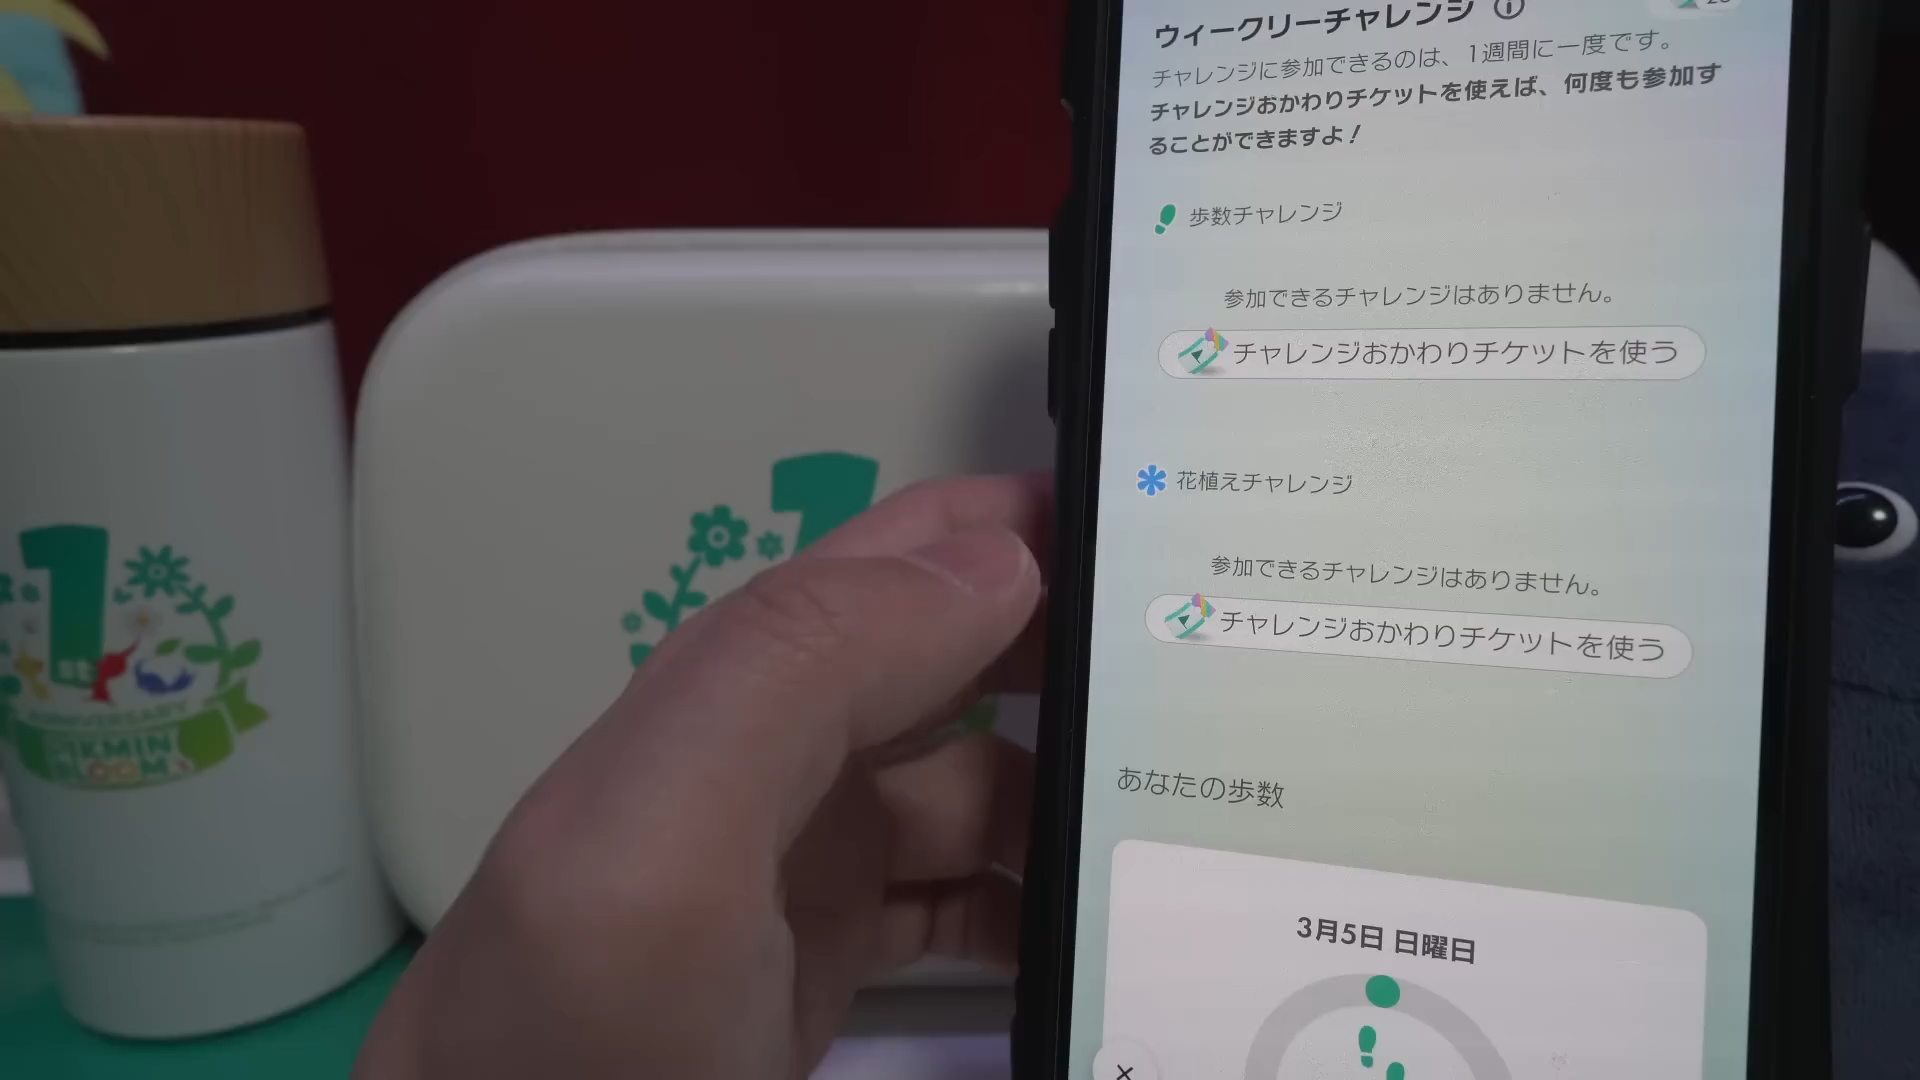 ウィークリーチャレンジ
チャレンジに参加できるのは、1週間に一度です。
チャレンジおかわりチケットを使えば、何度も参加す
ることができますよ！
歩数チャレンジ
参加できるチャレンジはありません。
チャレンジおかわりチケットを使う
花植えチャレンジ
参加できるチャレンジはありません。
チャレンジおかわりチケットを使う
あなたの歩数
3月5日 日曜日
1
1st
ANNIVERSARY
PIKMIN
BLOOM